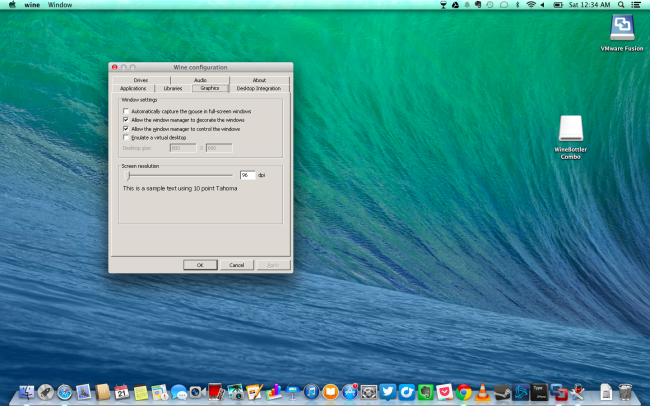 wine Window
Sat 12:34 AM
VMware Fusion
WineBottler
Combo
Wine configuration
Drives Audio About
Applications Libraries Graphics Desktop Integration
Window settings
Automatically capture the mouse in full-screen windows
Allow the window manager to decorate the windows
Allow the window manager to control the windows
Emulate a virtual desktop
Desktop size: X
Screen resolution
96 dpi
This is a sample text using 10 point Tahoma
OK Cancel Apply
21
Type